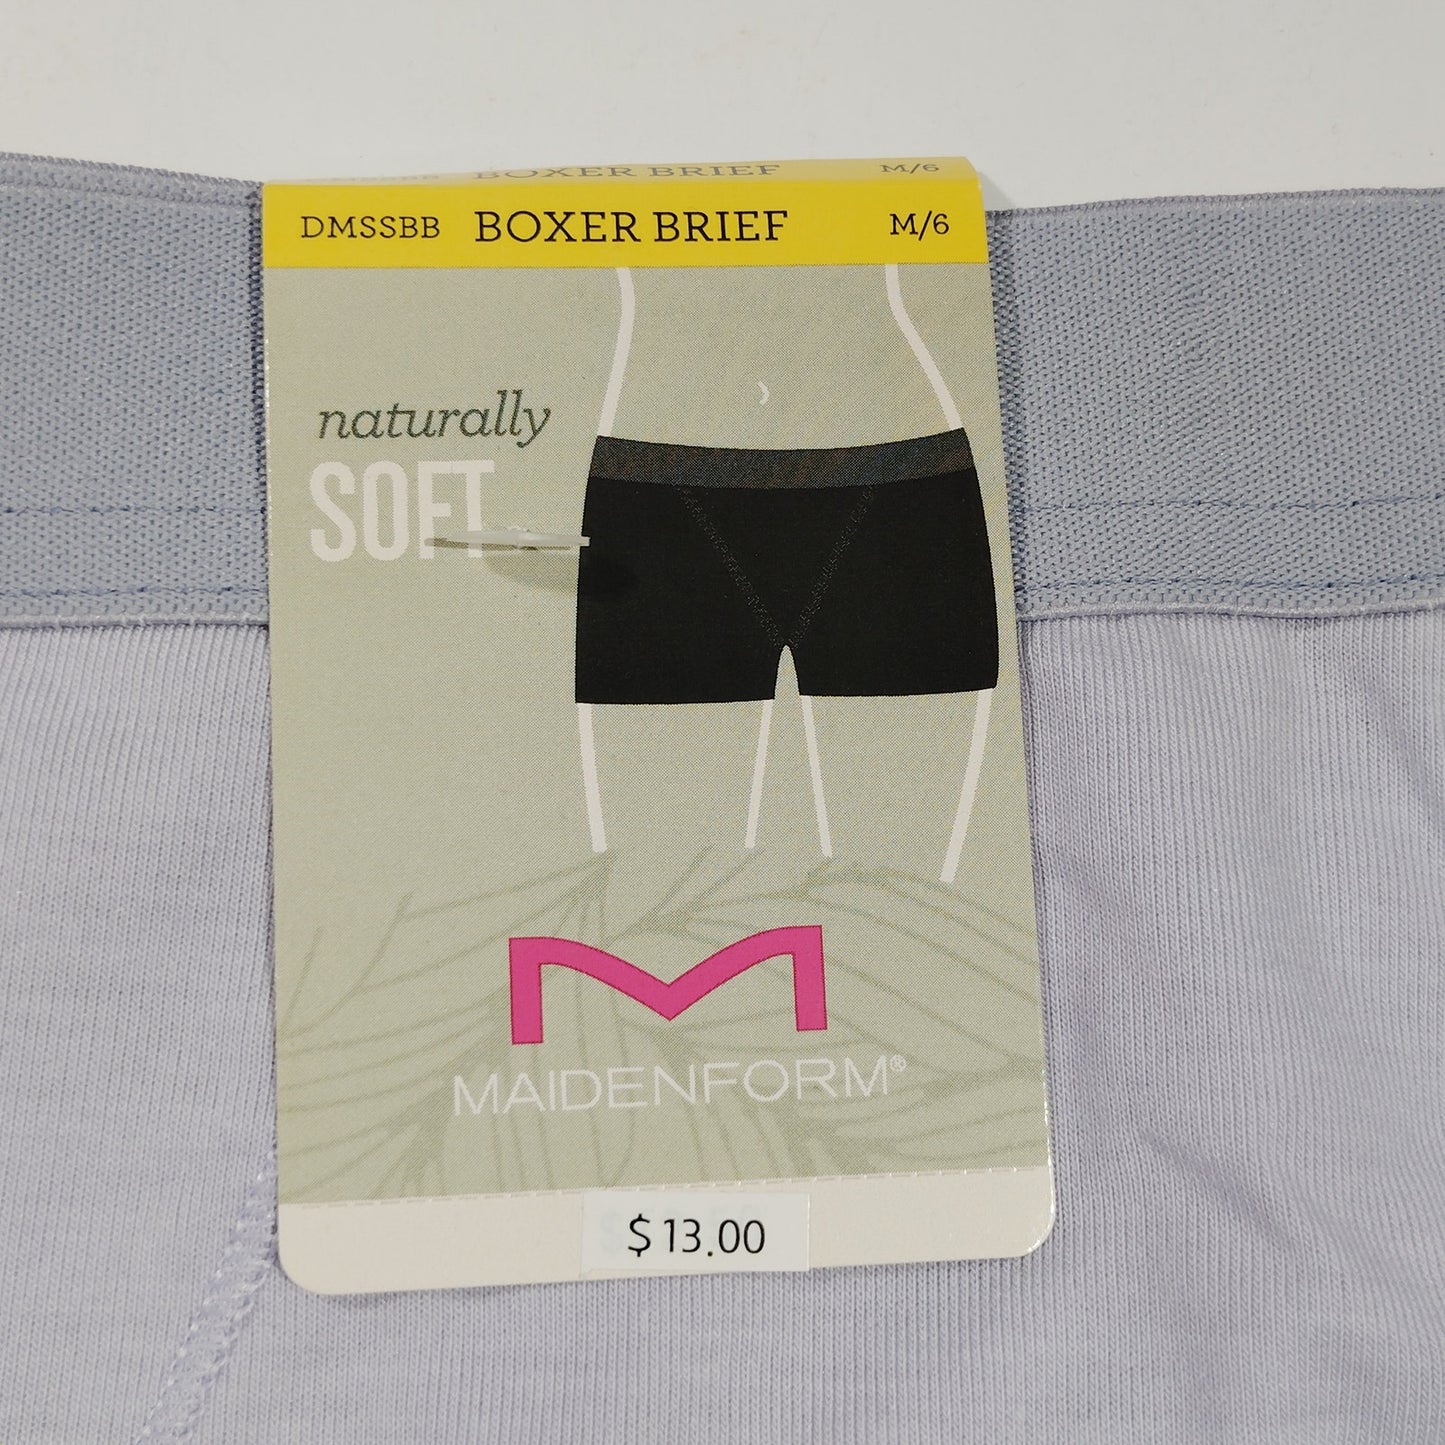 BOXER BRIEF M/6
DMSSBB BOXER BRIEF M/6
naturally
SOFT
MAIDENFORM®
$13.00